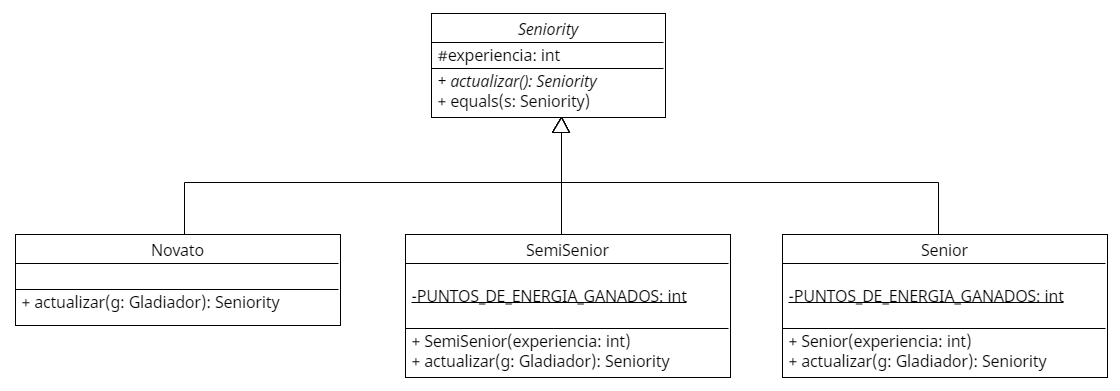 Seniority
#experiencia: int
+ actualizar(): Seniority
+ equals(s: Seniority)
Novato
+ actualizar(g: Gladiador): Seniority
SemiSenior
-PUNTOS_DE_ENERGIA_GANADOS: int
+ SemiSenior(experiencia: int)
+ actualizar(g: Gladiador): Seniority
Senior
-PUNTOS_DE_ENERGIA_GANADOS: int
+ Senior(experiencia: int)
+ actualizar(g: Gladiador): Seniority